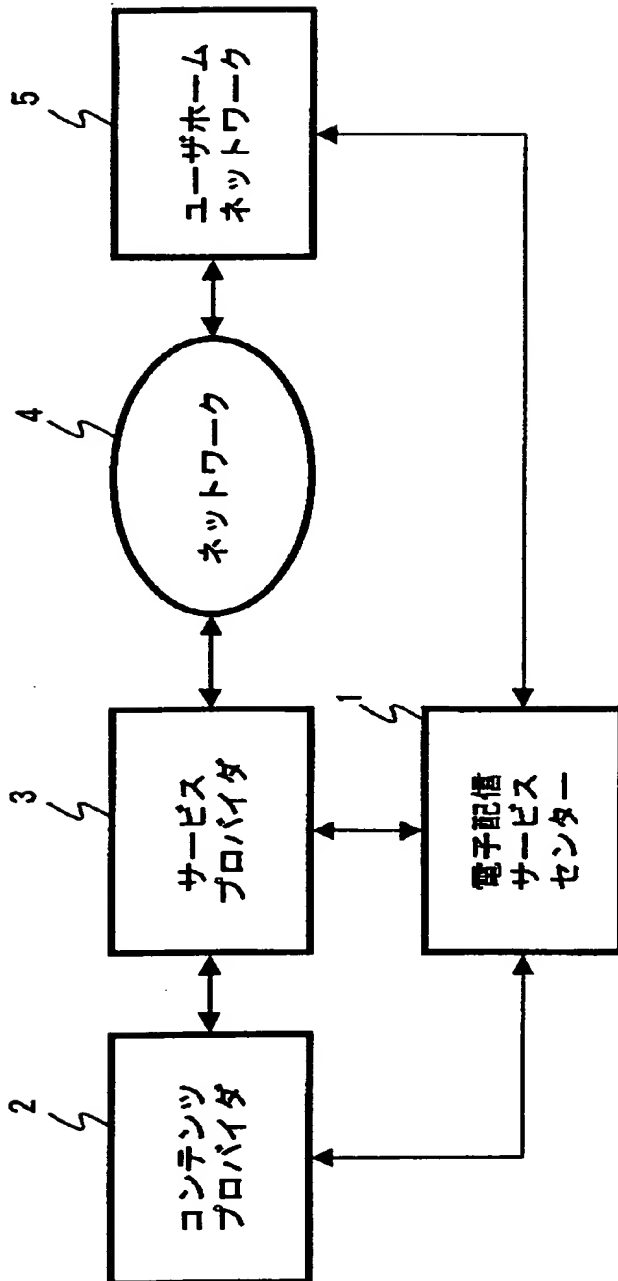 2
コンテンツ
プロバイダ
3
サービス
プロバイダ
4
ネットワーク
5
ユーザホーム
ネットワーク
1
電子配信
サービス
センター